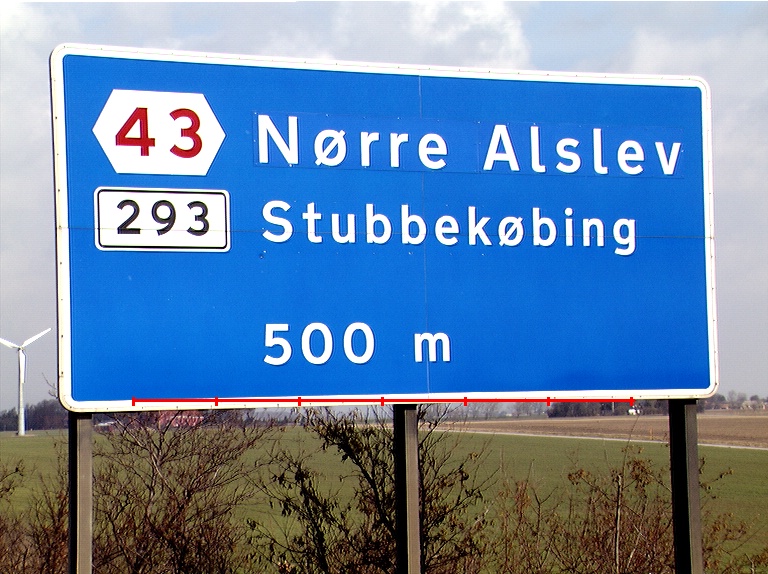 43 Nørre Alslev
293 Stubbekøbing
500 m